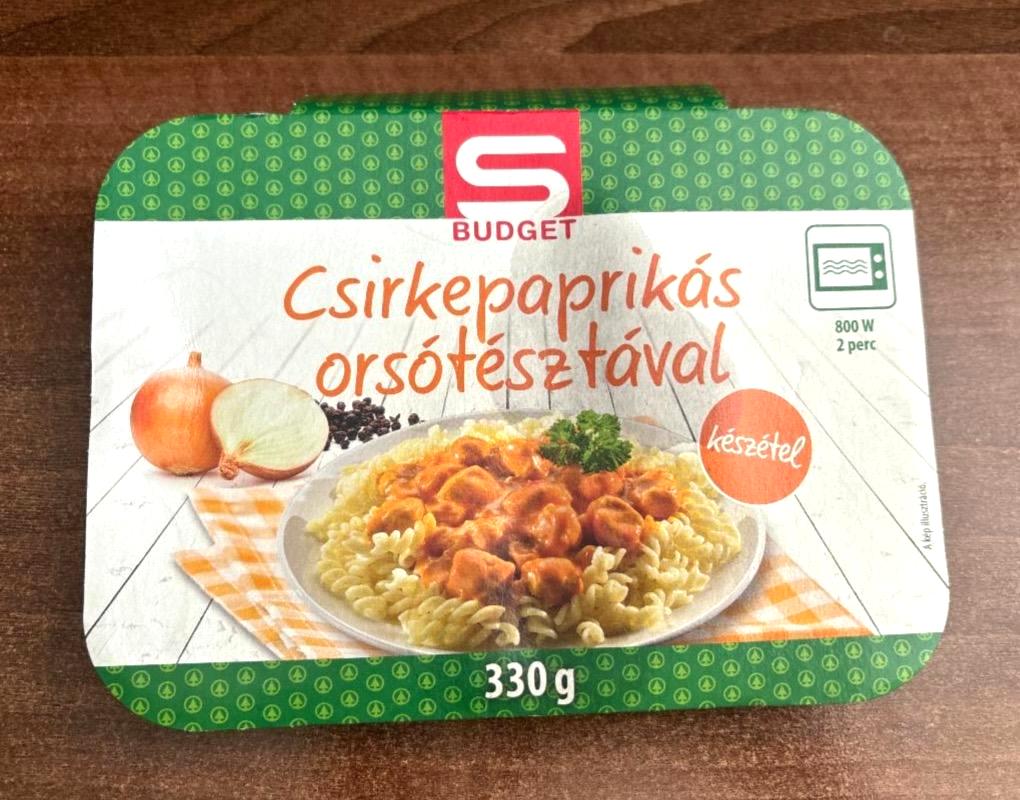 S
BUDGET
Csirkepaprikás
orsótésztával
800 W
2 perc
készétel
A kép illusztráció.
330 g